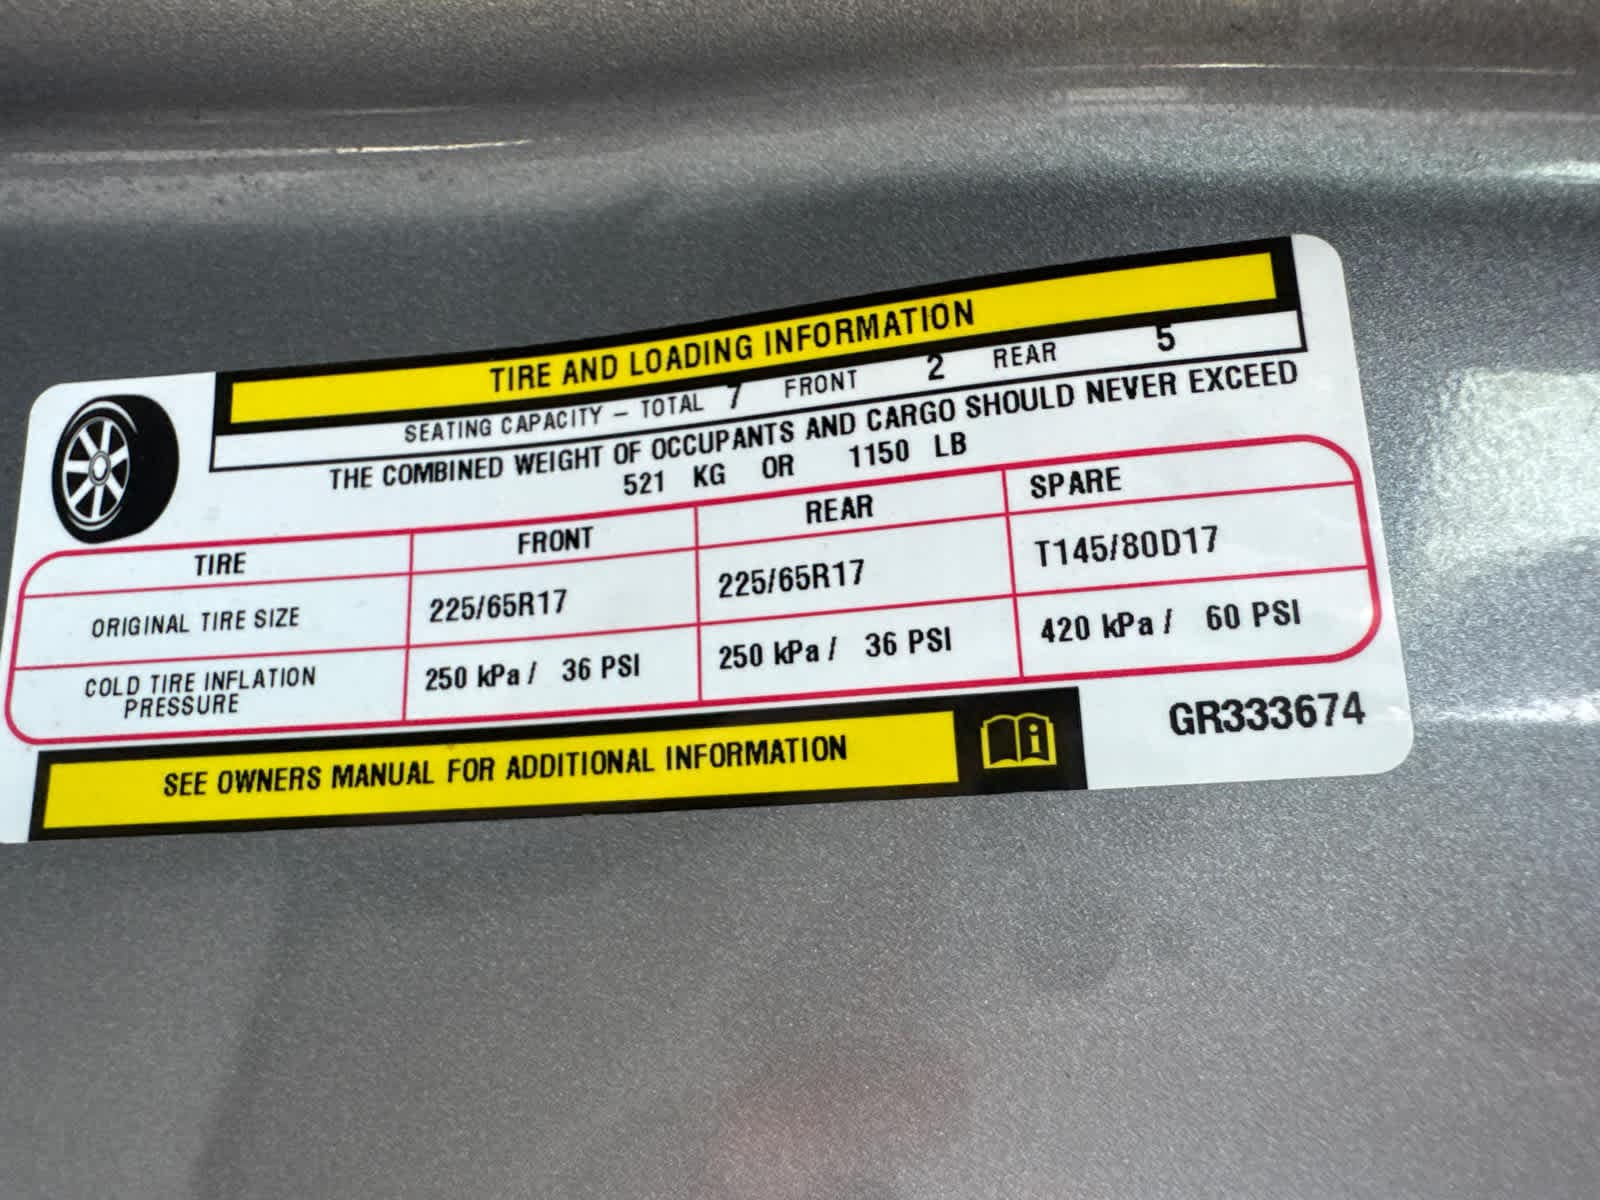 TIRE AND LOADING INFORMATION
SEATING CAPACITY – TOTAL 7 FRONT 2 REAR 5
THE COMBINED WEIGHT OF OCCUPANTS AND CARGO SHOULD NEVER EXCEED
521 KG OR 1150 LB
TIRE FRONT REAR SPARE
ORIGINAL TIRE SIZE 225/65R17 225/65R17 T145/80D17
COLD TIRE INFLATION PRESSURE 250 kPa / 36 PSI 250 kPa / 36 PSI 420 kPa / 60 PSI
SEE OWNERS MANUAL FOR ADDITIONAL INFORMATION
GR333674